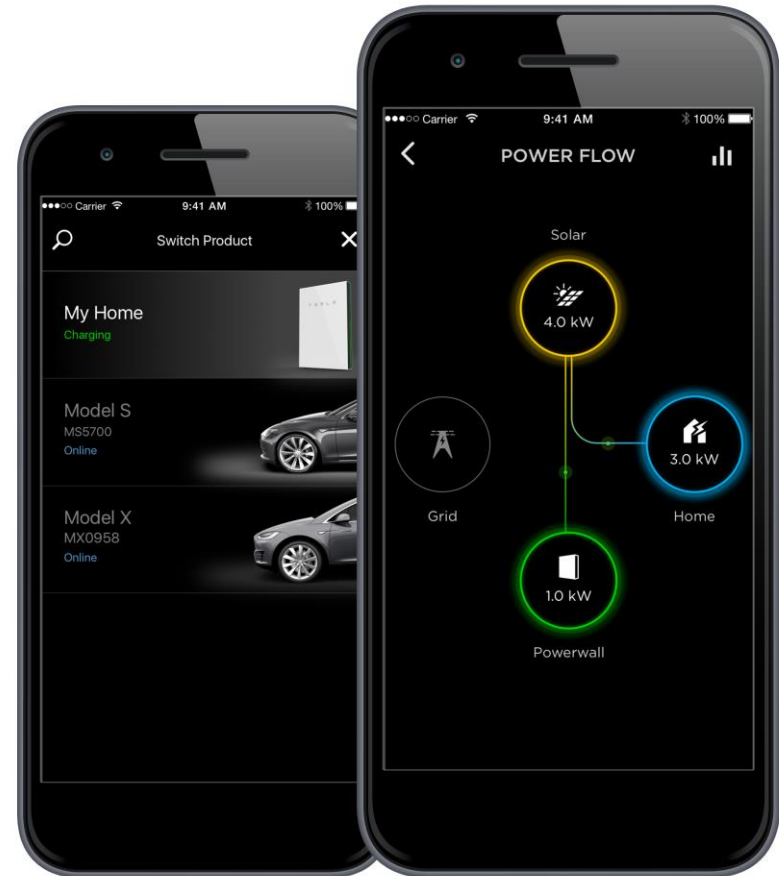 Carrier 9:41 AM 100%
Switch Product
My Home
Charging
TESLA
Model S
MS5700
Online
Model X
MX0958
Online
Carrier 9:41 AM 100%
POWER FLOW
Solar
4.0 kW
3.0 kW
Grid Home
1.0 kW
Powerwall